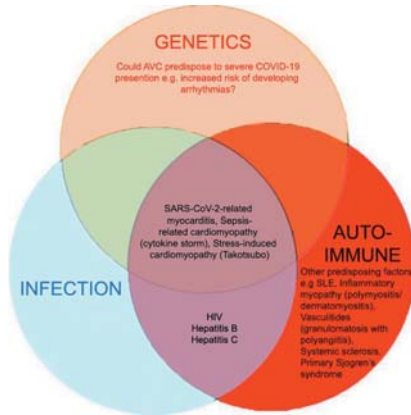 GENETICS
Could AVC predispose to severe COVID-19
presention e.g. increased risk of developing
arrhythmias?
SARS-CoV-2-related
myocarditis, Sepsis-
related cardiomyopathy
(cytokine storm), Stress-induced
cardiomyopathy (Takotsubo)
AUTO-
IMMUNE
Other predisposing factors
e.g SLE, Inflammatory
myopathy (polymyositis/
dermatomyositis),
Vasculitides
(granulomatosis with
polyangitis),
Systemic sclerosis,
Primary Sjogren's
syndrome
INFECTION
HIV
Hepatitis B
Hepatitis C